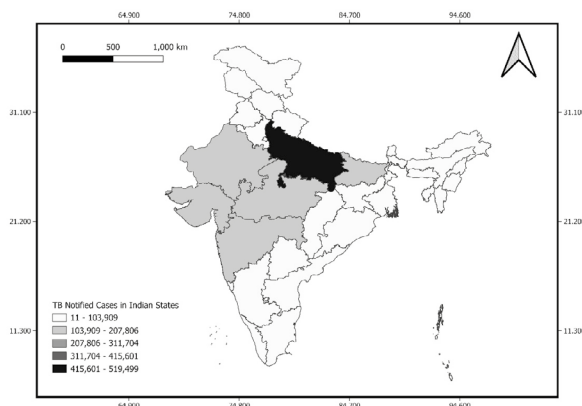 64.900 74.800 84.700 94.600
0 500 1,000 km
31.100 31.100
21.200 21.200
11.300 11.300
TB Notified Cases in Indian States
11 - 103,909
103,909 - 207,806
207,806 - 311,704
311,704 - 415,601
415,601 - 519,499
64.900 74.800 84.700 94.600